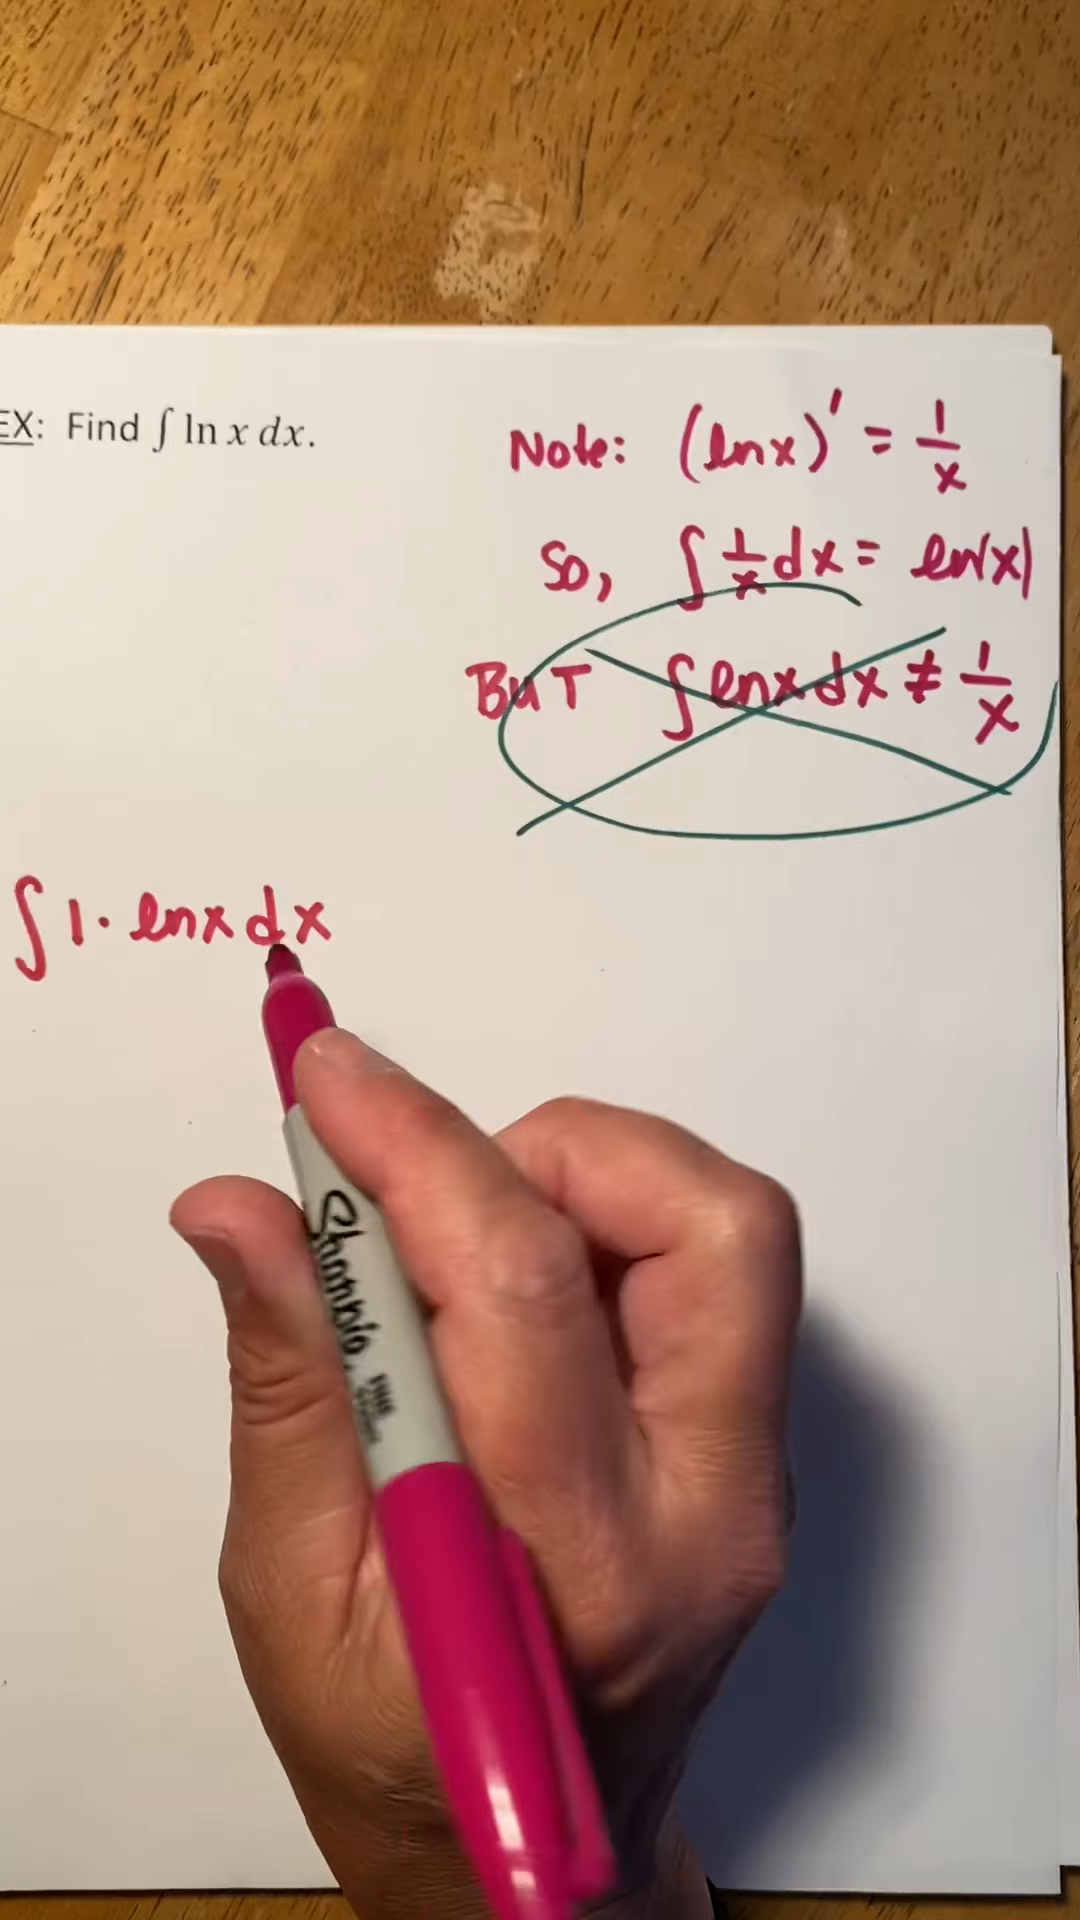 EX: Find ∫ ln x dx.
Note: (ln x)' = 1/x
So, ∫ 1/x dx = ln|x|
BuT ∫ ln x dx ≠ 1/x
∫ 1 · ln x dx
Sharpie